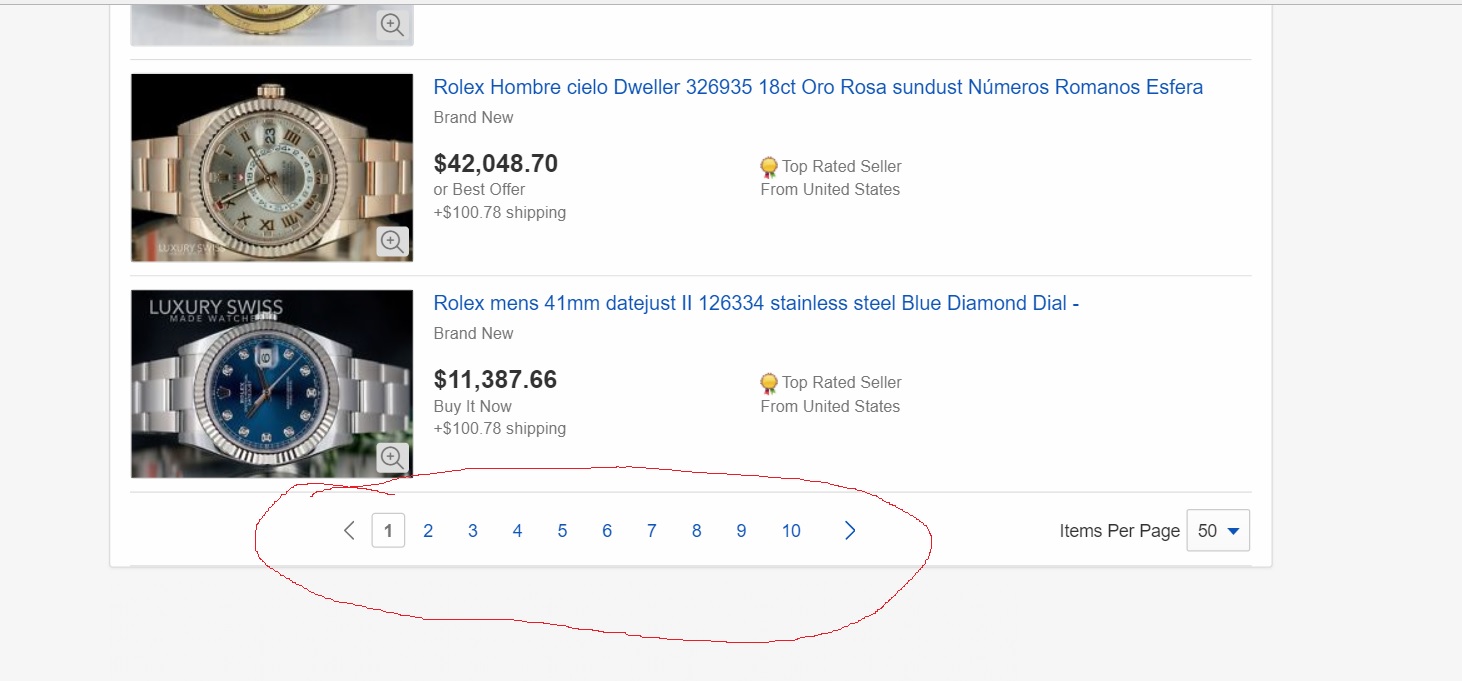 Rolex Hombre cielo Dweller 326935 18ct Oro Rosa sundust Números Romanos Esfera
Brand New
$42,048.70
or Best Offer
+$100.78 shipping
Top Rated Seller
From United States
LUXURY SWISS
Rolex mens 41mm datejust II 126334 stainless steel Blue Diamond Dial -
Brand New
$11,387.66
Buy It Now
+$100.78 shipping
Top Rated Seller
From United States
LUXURY SWISS
MADE WATCHES
1 2 3 4 5 6 7 8 9 10
Items Per Page 50